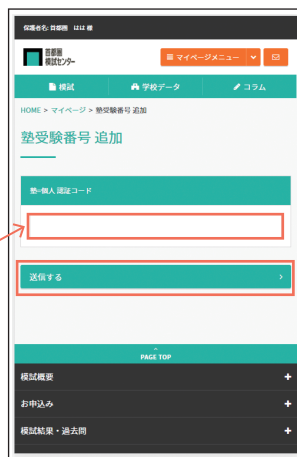 保護者名: 首都圏 はは 様
首都圏
模試センター
マイページメニュー
模試
学校データ
コラム
HOME > マイページ > 塾受験番号 追加
塾受験番号 追加
塾=個人 認証コード
送信する
PAGE TOP
模試概要
お申込み
模試結果・過去問